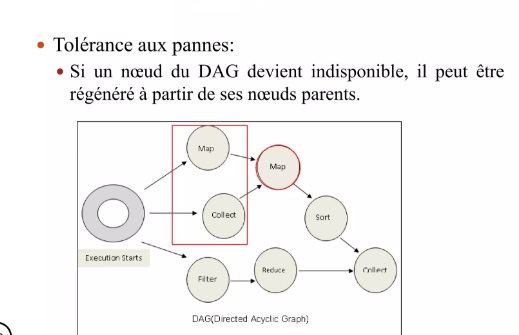 Tolérance aux pannes:
Si un nœud du DAG devient indisponible, il peut être
régénéré à partir de ses nœuds parents.
Map
Map
Collect
Sort
Execution Starts
Filter
Reduce
Collect
DAG(Directed Acyclic Graph)